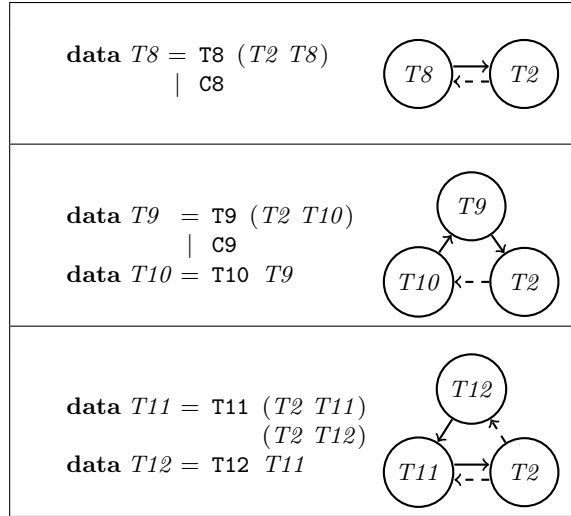 data T8 = T8 (T2 T8)
| C8
T8 T2
data T9 = T9 (T2 T10)
| C9
data T10 = T10 T9
T9
T10 T2
data T11 = T11 (T2 T11)
(T2 T12)
data T12 = T12 T11
T12
T11 T2